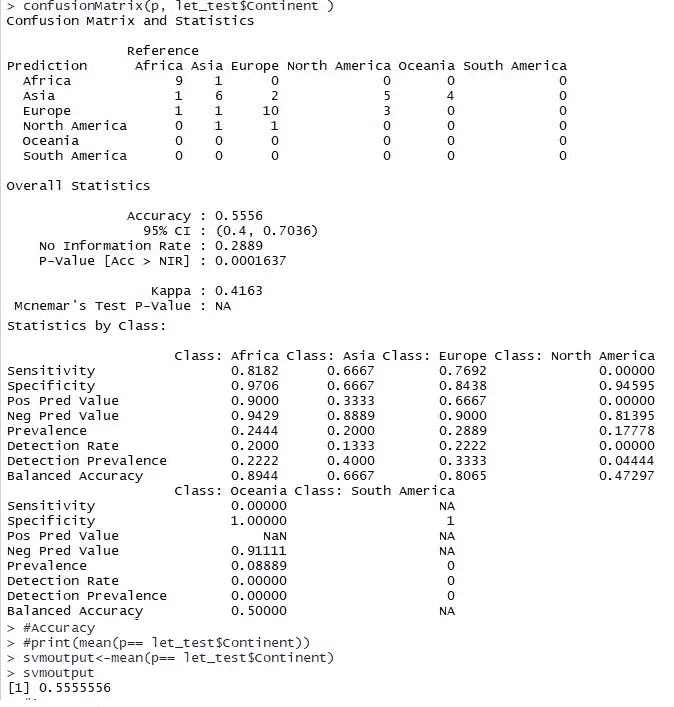 > confusionMatrix(p, let_test$Continent )
Confusion Matrix and Statistics
Reference
Prediction Africa Asia Europe North America Oceania South America
Africa 9 1 0 0 0 0
Asia 1 6 2 5 4 0
Europe 1 1 10 3 0 0
North America 0 1 1 0 0 0
Oceania 0 0 0 0 0 0
South America 0 0 0 0 0 0
Overall Statistics
Accuracy : 0.5556
95% CI : (0.4, 0.7036)
No Information Rate : 0.2889
P-Value [Acc > NIR] : 0.0001637
Kappa : 0.4163
Mcnemar's Test P-Value : NA
Statistics by Class:
Class: Africa Class: Asia Class: Europe Class: North America
Sensitivity 0.8182 0.6667 0.7692 0.00000
Specificity 0.9706 0.6667 0.8438 0.94595
Pos Pred Value 0.9000 0.3333 0.6667 0.00000
Neg Pred Value 0.9429 0.8889 0.9000 0.81395
Prevalence 0.2444 0.2000 0.2889 0.17778
Detection Rate 0.2000 0.1333 0.2222 0.00000
Detection Prevalence 0.2222 0.4000 0.3333 0.04444
Balanced Accuracy 0.8944 0.6667 0.8065 0.47297
Class: Oceania Class: South America
Sensitivity 0.00000 NA
Specificity 1.00000 1
Pos Pred Value NaN NA
Neg Pred Value 0.91111 NA
Prevalence 0.08889 0
Detection Rate 0.00000 0
Detection Prevalence 0.00000 0
Balanced Accuracy 0.50000 NA
> #Accuracy
> #print(mean(p== let_test$Continent))
> svmoutput<-mean(p== let_test$Continent)
> svmoutput
[1] 0.5555556